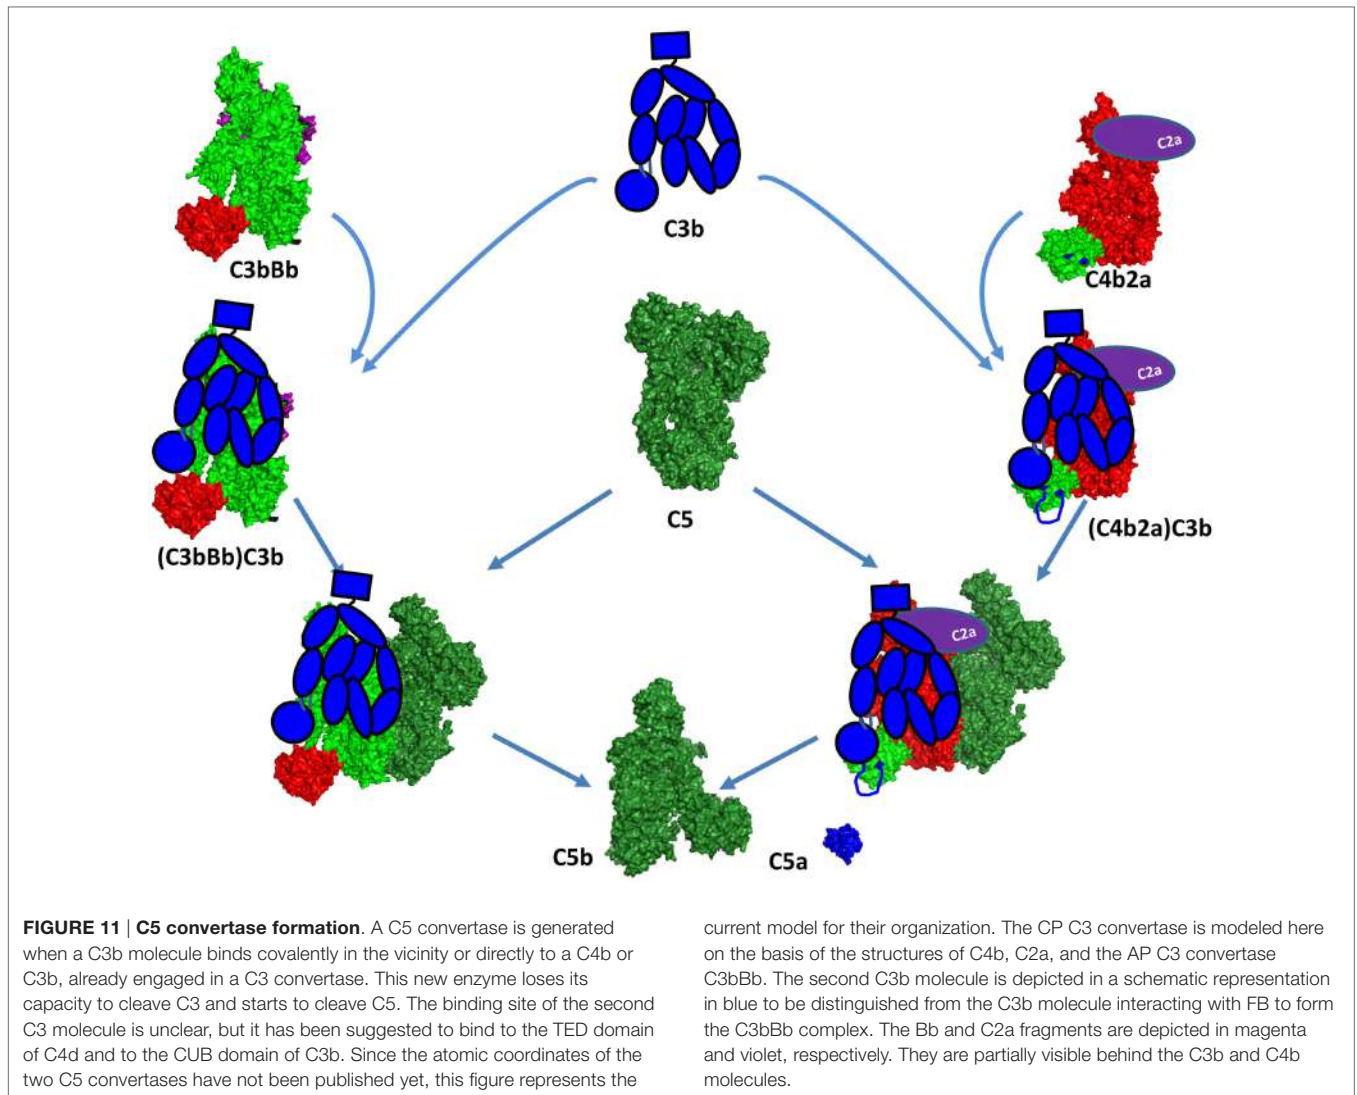 C3b
C2a
C3bBb
C4b2a
C2a
C5
(C3bBb)C3b
(C4b2a)C3b
C2a
C5b
C5a
FIGURE 11 | C5 convertase formation. A C5 convertase is generated
when a C3b molecule binds covalently in the vicinity or directly to a C4b or
C3b, already engaged in a C3 convertase. This new enzyme loses its
capacity to cleave C3 and starts to cleave C5. The binding site of the second
C3 molecule is unclear, but it has been suggested to bind to the TED domain
of C4d and to the CUB domain of C3b. Since the atomic coordinates of the
two C5 convertases have not been published yet, this figure represents the
current model for their organization. The CP C3 convertase is modeled here
on the basis of the structures of C4b, C2a, and the AP C3 convertase
C3bBb. The second C3b molecule is depicted in a schematic representation
in blue to be distinguished from the C3b molecule interacting with FB to form
the C3bBb complex. The Bb and C2a fragments are depicted in magenta
and violet, respectively. They are partially visible behind the C3b and C4b
molecules.